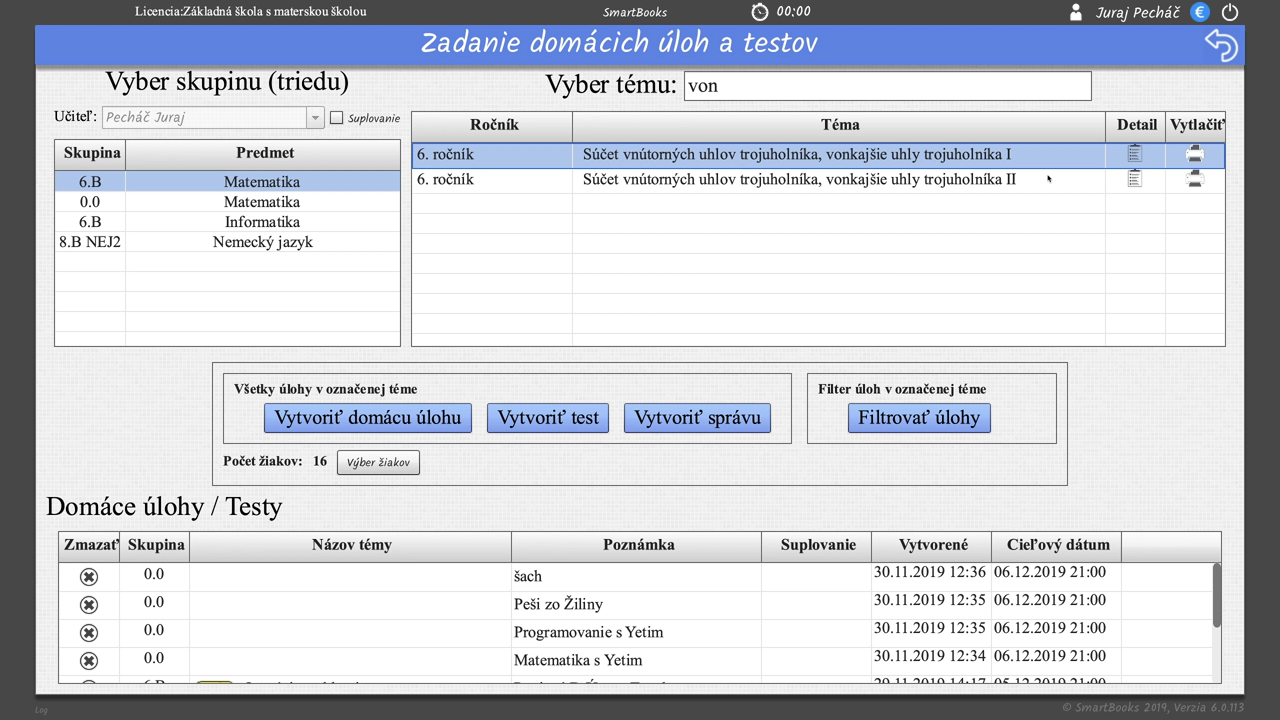 Licencia:Základná škola s materskou školou
SmartBooks
00:00
Juraj Pecháč
Zadanie domácich úloh a testov
Vyber skupinu (triedu)
Vyber tému: von
Učiteľ: Pecháč Juraj Suplovanie
Skupina Predmet
6.B Matematika
0.0 Matematika
6.B Informatika
8.B NEJ2 Nemecký jazyk
Ročník Téma Detail Vytlačiť
6. ročník Súčet vnútorných uhlov trojuholníka, vonkajšie uhly trojuholníka I
6. ročník Súčet vnútorných uhlov trojuholníka, vonkajšie uhly trojuholníka II
Všetky úlohy v označenej téme
Vytvoriť domácu úlohu Vytvoriť test Vytvoriť správu
Filter úloh v označenej téme
Filtrovať úlohy
Počet žiakov: 16 Výber žiakov
Domáce úlohy / Testy
Zmazať Skupina Názov témy Poznámka Suplovanie Vytvorené Cieľový dátum
0.0 šach 30.11.2019 12:36 06.12.2019 21:00
0.0 Peši zo Žiliny 30.11.2019 12:35 06.12.2019 21:00
0.0 Programovanie s Yetim 30.11.2019 12:35 06.12.2019 21:00
0.0 Matematika s Yetim 30.11.2019 12:34 06.12.2019 21:00
Log
© SmartBooks 2019, Verzia 6.0.113